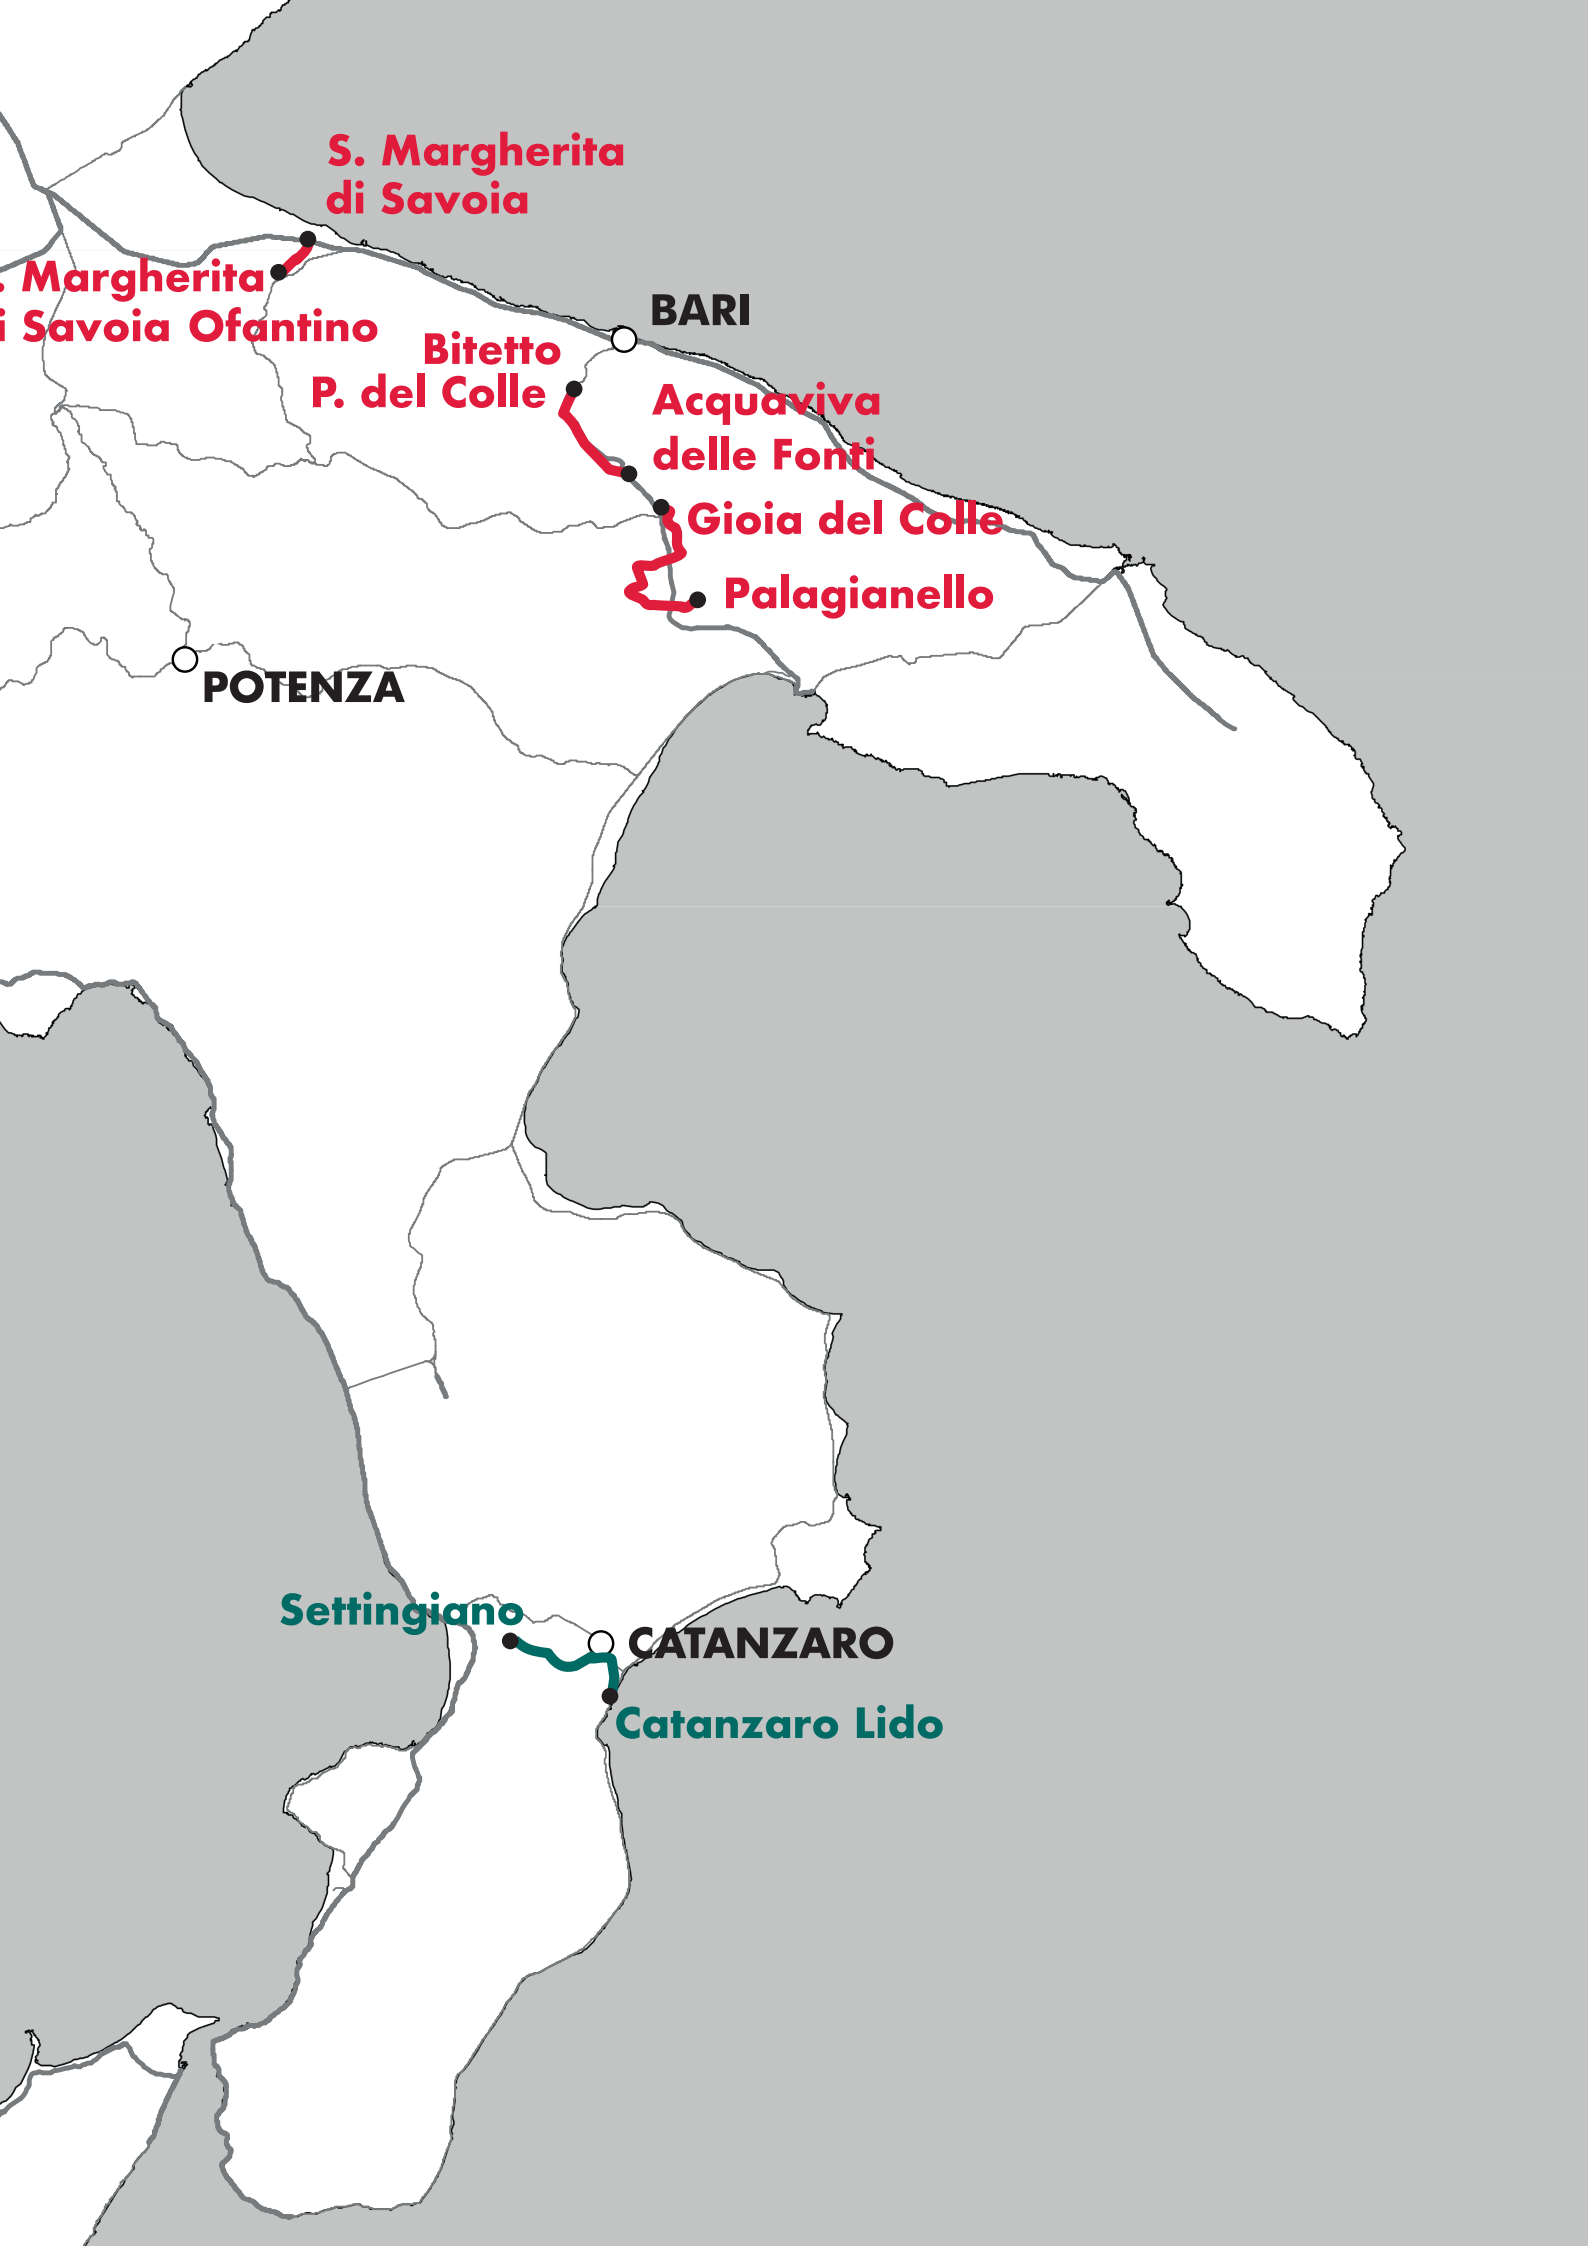 S. Margherita
di Savoia
. Margherita
i Savoia Ofantino
BARI
Bitetto
P. del Colle
Acquaviva
delle Fonti
Gioia del Colle
Palagianello
POTENZA
Settingiano
CATANZARO
Catanzaro Lido